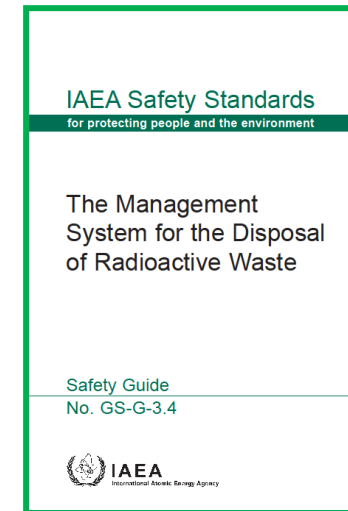 IAEA Safety Standards
for protecting people and the environment
The Management
System for the Disposal
of Radioactive Waste
Safety Guide
No. GS-G-3.4
IAEA
International Atomic Energy Agency